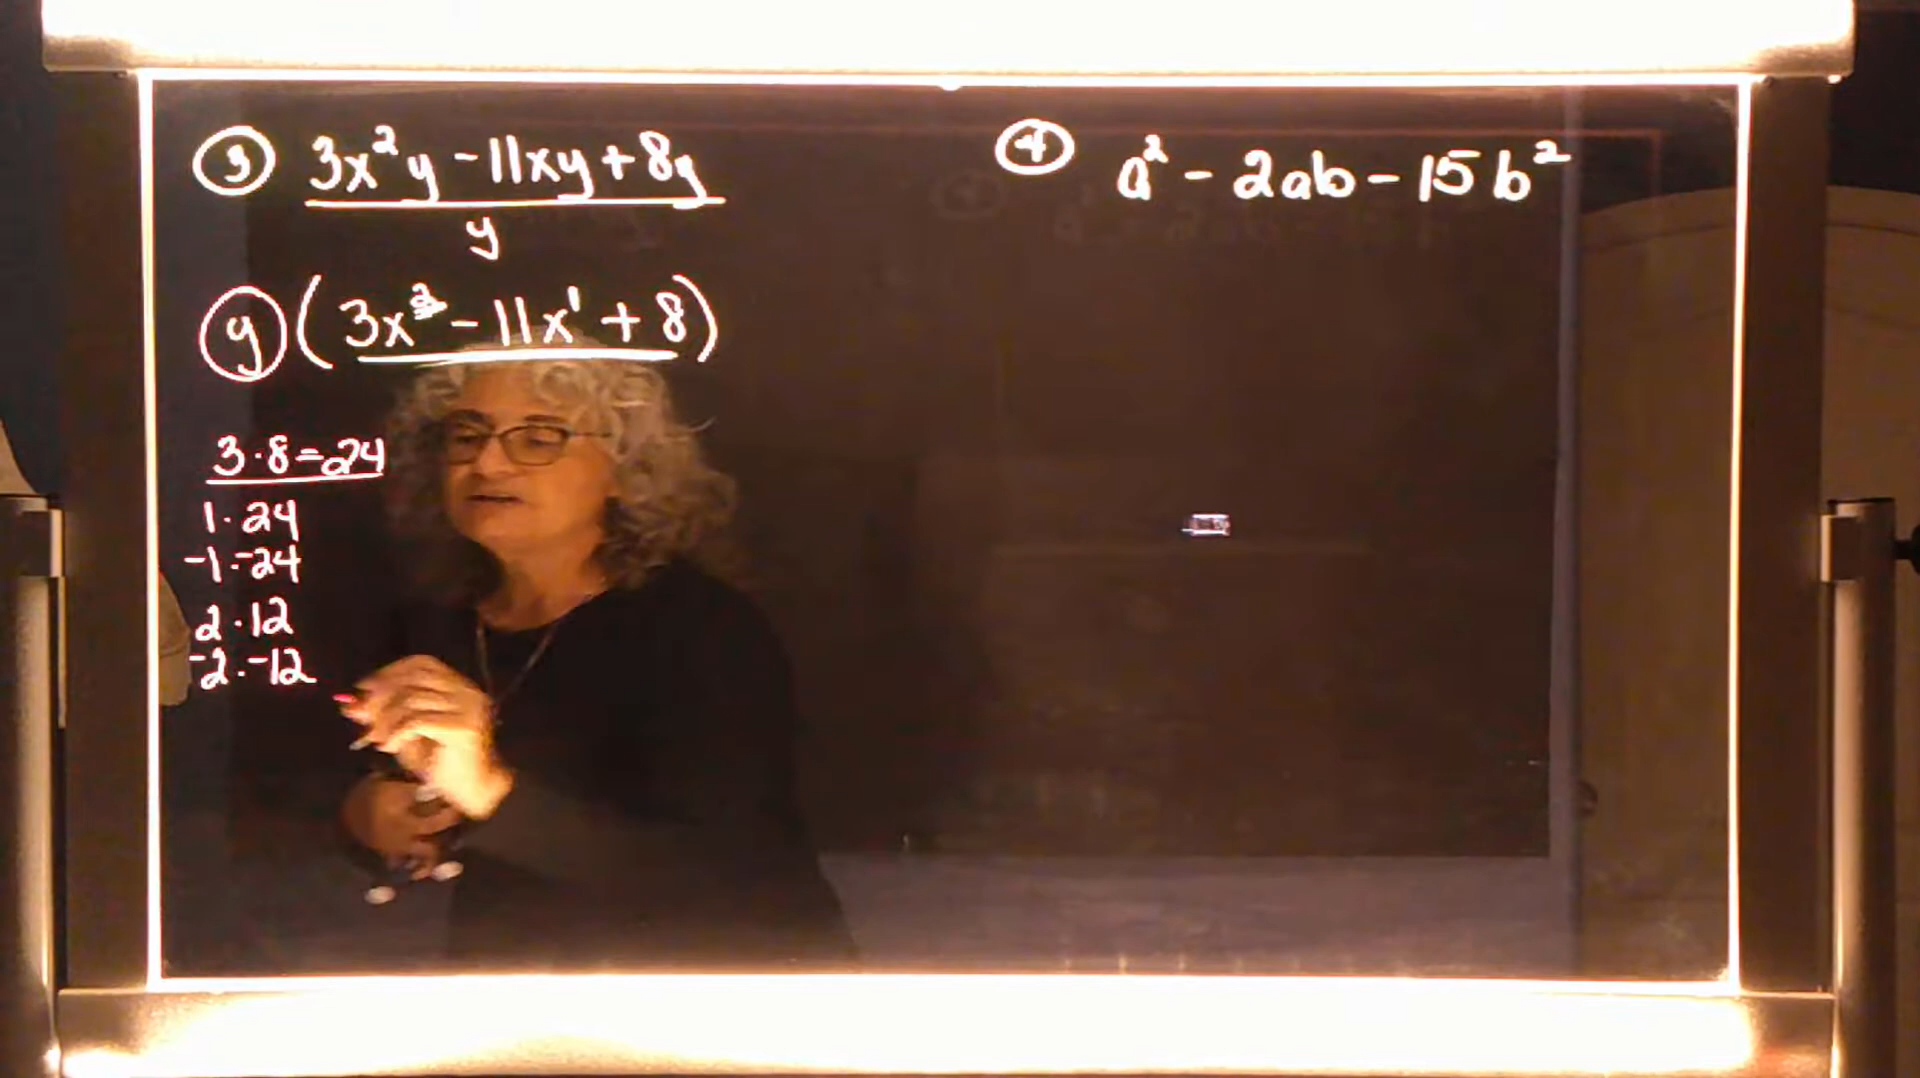 ③ 3x²y - 11xy + 8y
y
y (3x² - 11x¹ + 8)
3·8=24
1·24
-1·-24
2·12
-2·-12
④ a² - 2ab - 15b²